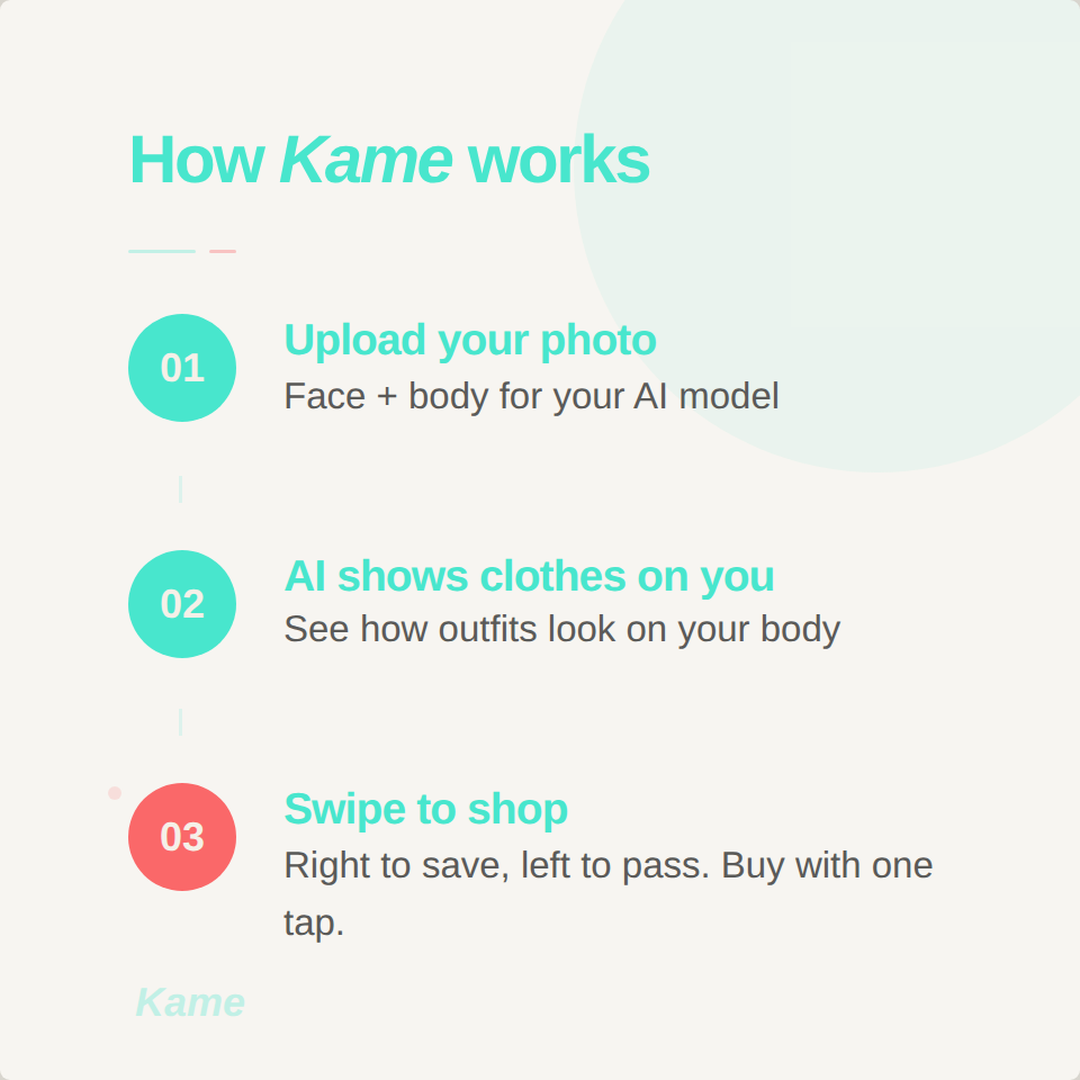 How Kame works
01
Upload your photo
Face + body for your AI model
02
AI shows clothes on you
See how outfits look on your body
03
Swipe to shop
Right to save, left to pass. Buy with one
tap.
Kame